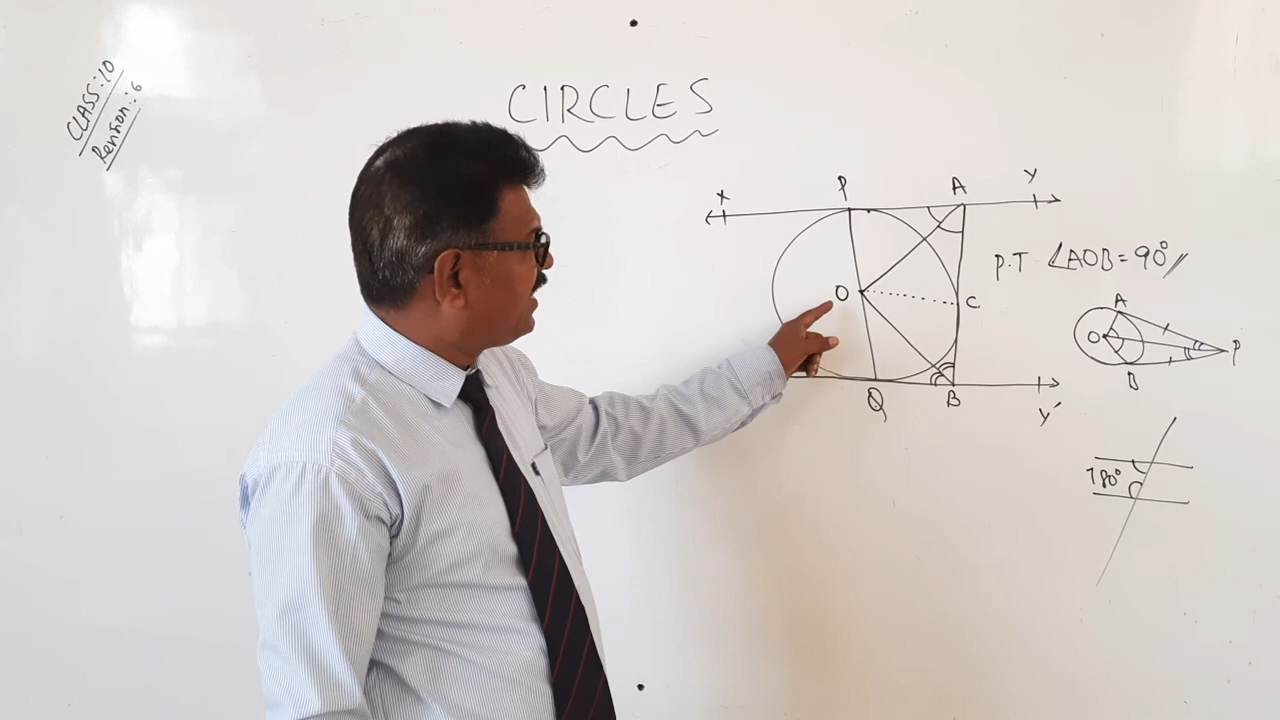 CLASS:10
Revision:6
CIRCLES
X P A Y
O C
Q B Y'
P.T ∠AOB = 90°//
A
O P
B
180°